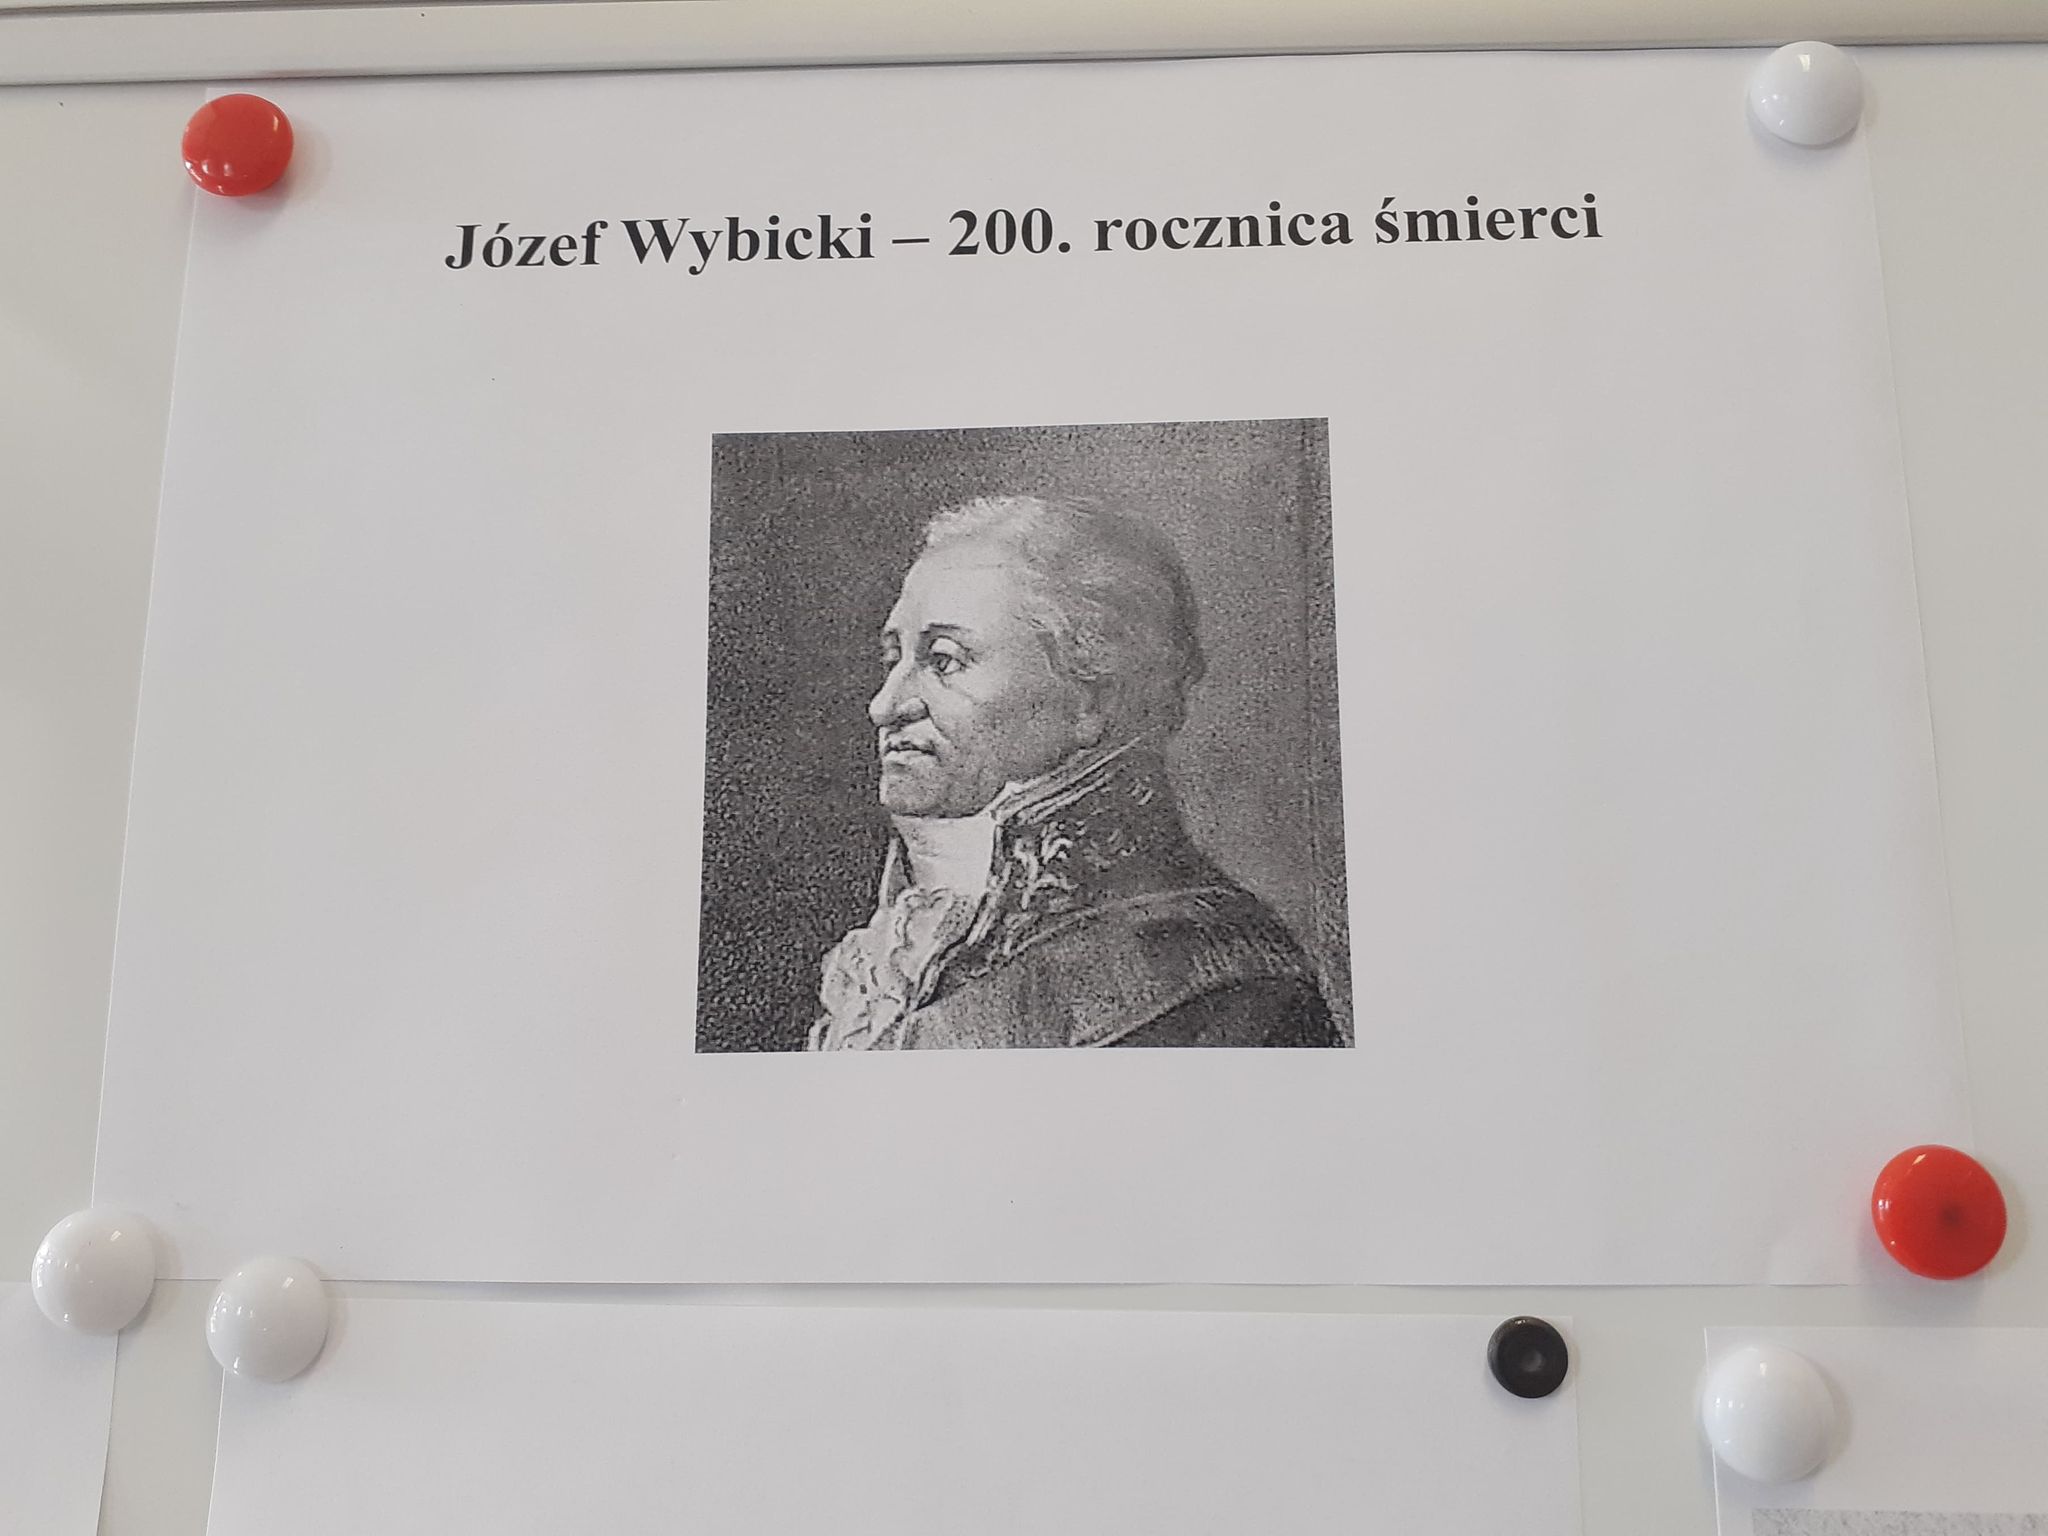 Józef Wybicki – 200. rocznica śmierci